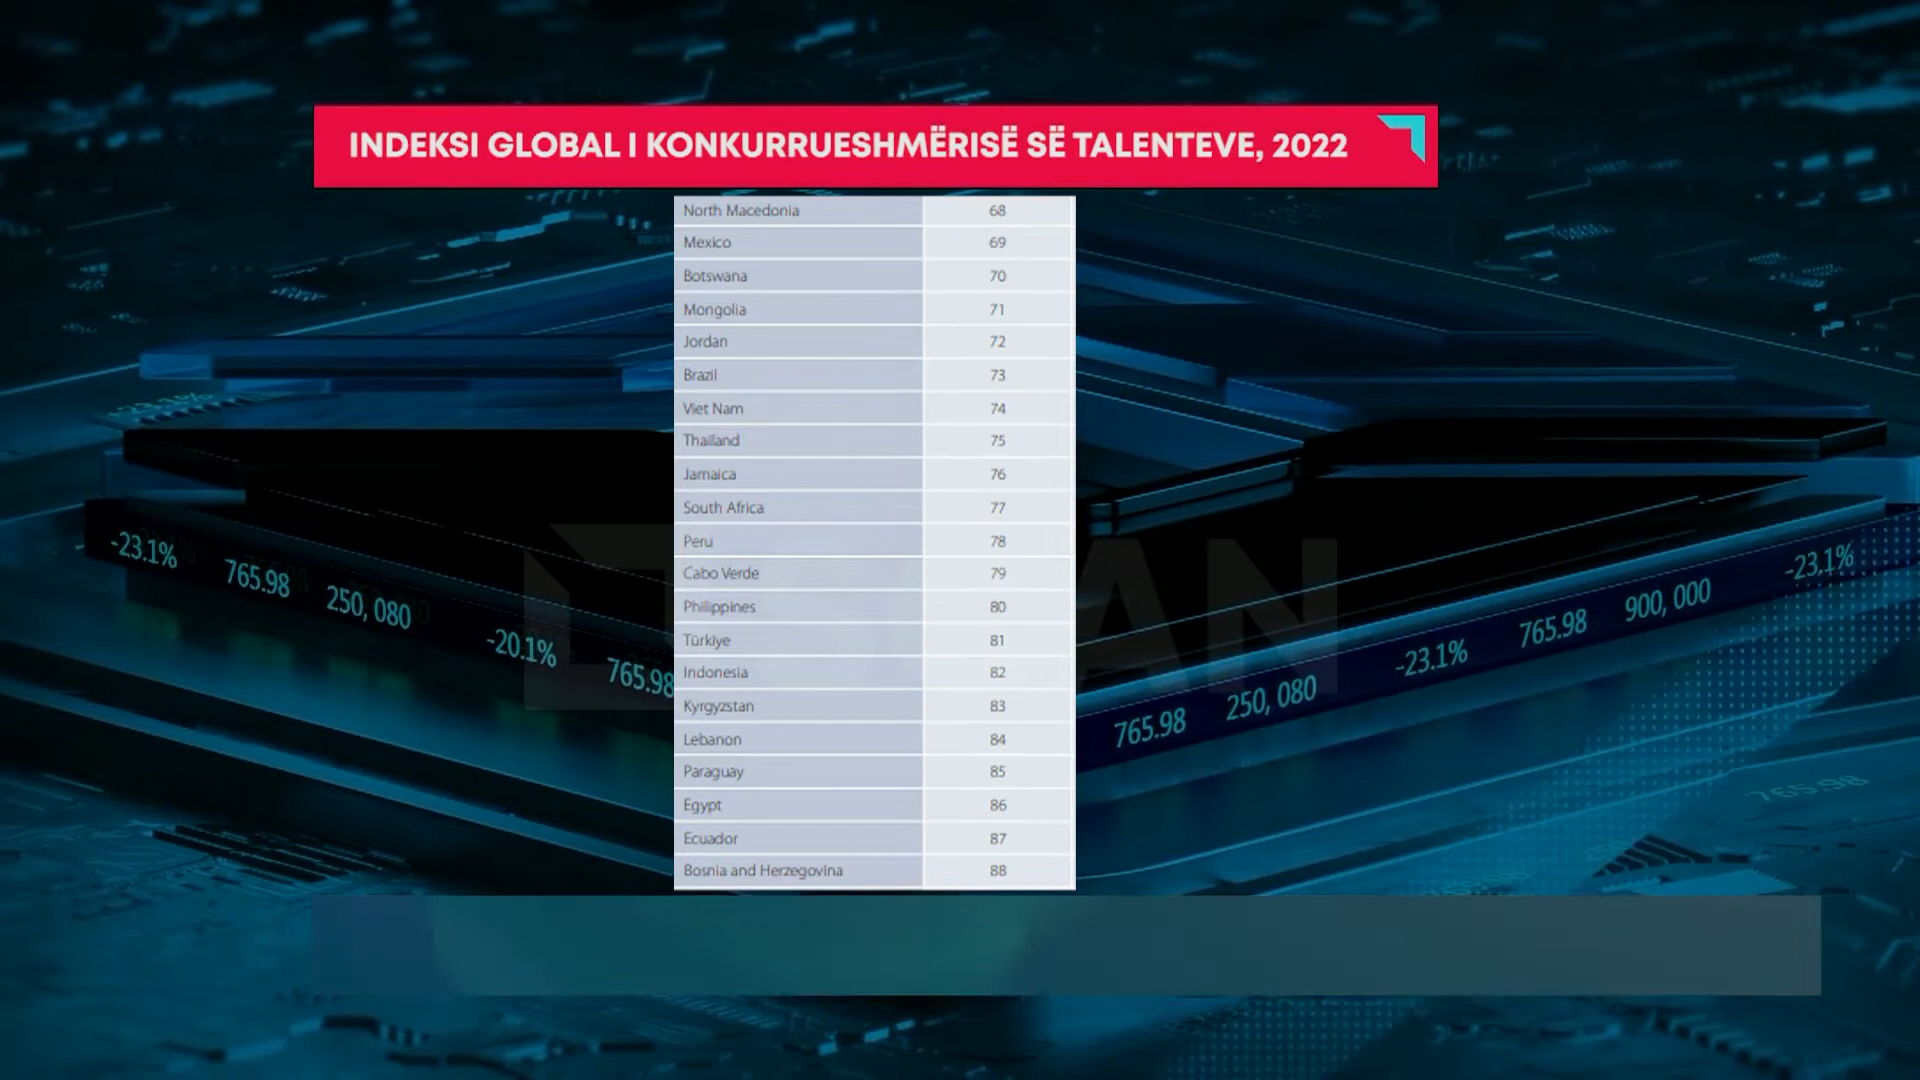 INDEKSI GLOBAL I KONKURRUESHMËRISË SË TALENTEVE, 2022
North Macedonia 68
Mexico 69
Botswana 70
Mongolia 71
Jordan 72
Brazil 73
Viet Nam 74
Thailand 75
Jamaica 76
South Africa 77
Peru 78
Cabo Verde 79
Philippines 80
Türkiye 81
Indonesia 82
Kyrgyzstan 83
Lebanon 84
Paraguay 85
Egypt 86
Ecuador 87
Bosnia and Herzegovina 88
-23.1% 765.98 250, 080 -20.1% 765.98
765.98 250, 080 -23.1% 765.98 900, 000 -23.1%
765.98